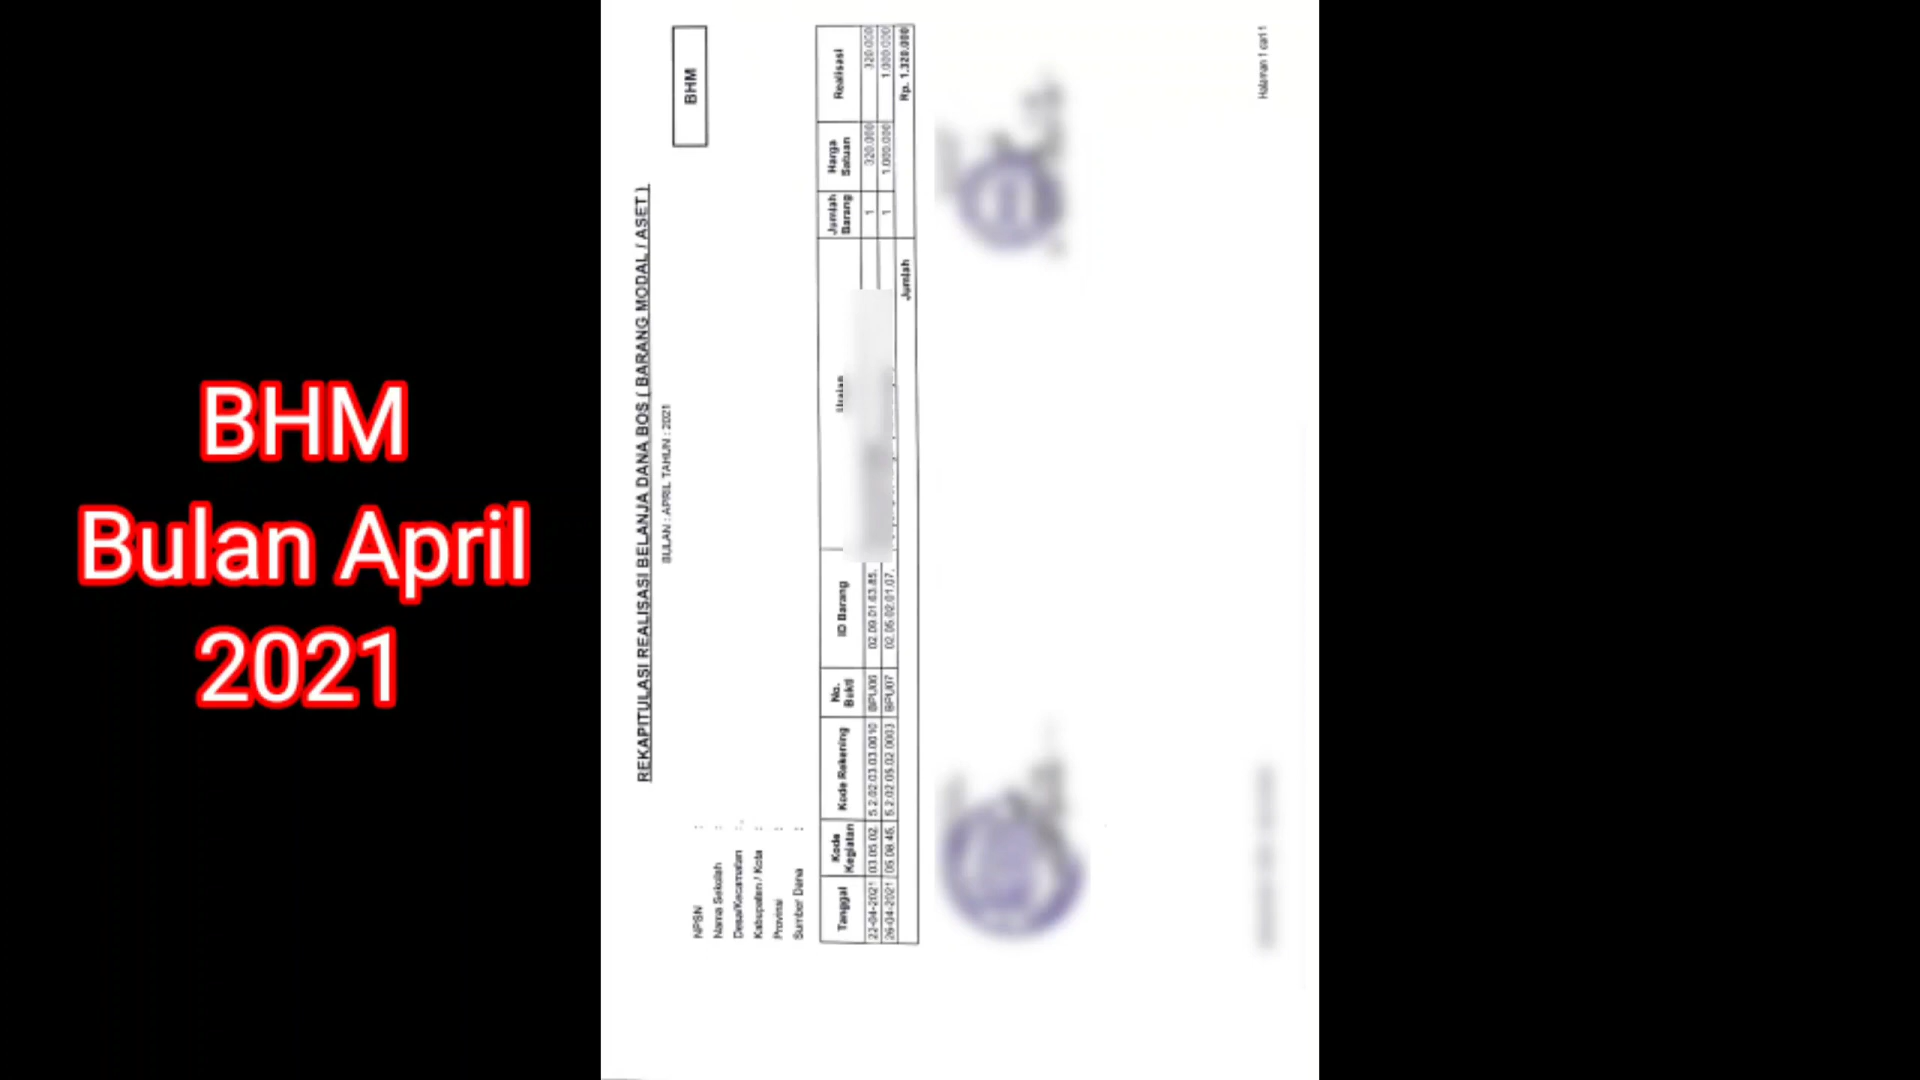 BHM
Bulan April
2021
BHM
REKAPITULASI REALISASI BELANJA DANA BOS ( BARANG MODAL / ASET )
BULAN : APRIL TAHUN : 2021
NPSN :
Nama Sekolah :
Desa/Kecamatan :
Kabupaten / Kota :
Provinsi :
Sumber Dana :
Tanggal Kode Kegiatan Kode Rekening No. Bukti ID Barang Uraian Jumlah Barang Harga Satuan Realisasi
22-04-2021 03.05.02. 5.2.02.03.03.0010 BPU06 02.09.01.63.85. 1 320.000 320.000
26-04-2021 05.08.45. 5.2.02.05.02.0003 BPU07 02.05.02.01.07. 1 1.000.000 1.000.000
Jumlah Rp. 1.320.000
Halaman 1 dari 1